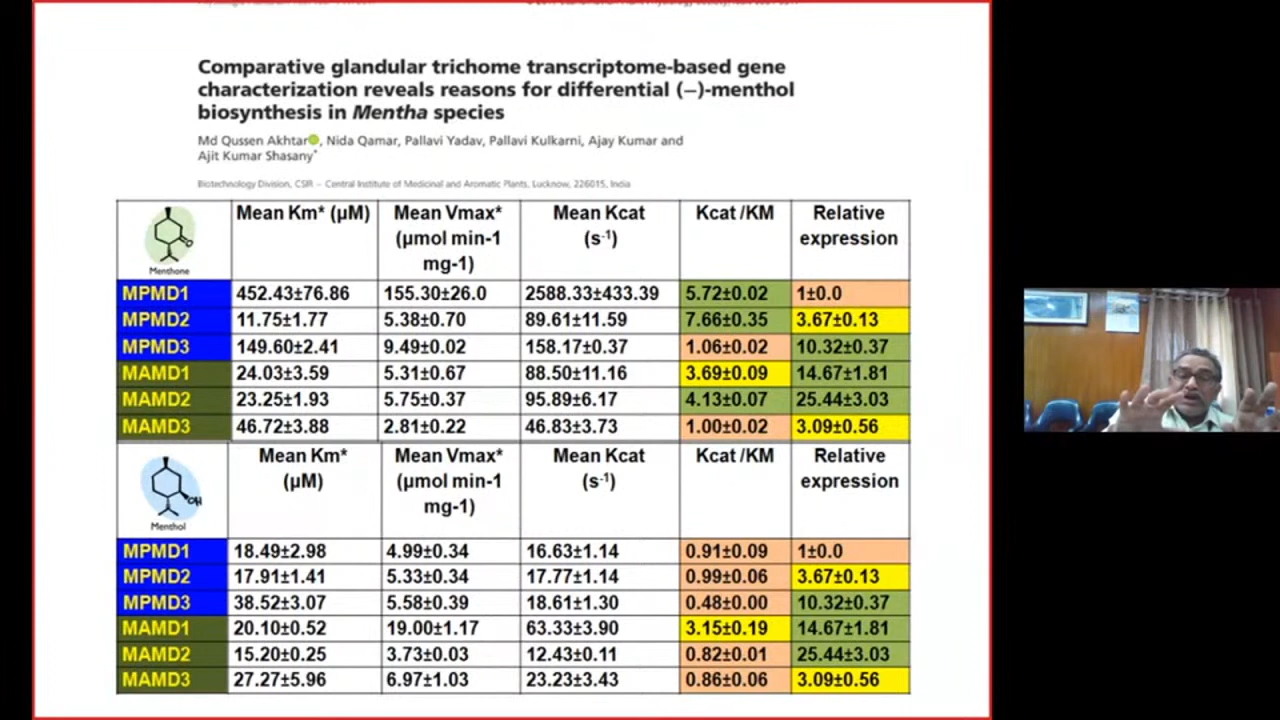 Comparative glandular trichome transcriptome-based gene
characterization reveals reasons for differential (−)-menthol
biosynthesis in Mentha species
Md Qussen Akhtar, Nida Qamar, Pallavi Yadav, Pallavi Kulkarni, Ajay Kumar and
Ajit Kumar Shasany*
Biotechnology Division, CSIR – Central Institute of Medicinal and Aromatic Plants, Lucknow, 226015, India
Menthone Mean Km* (µM) Mean Vmax* (µmol min-1 mg-1) Mean Kcat (s-1) Kcat /KM Relative expression
MPMD1 452.43±76.86 155.30±26.0 2588.33±433.39 5.72±0.02 1±0.0
MPMD2 11.75±1.77 5.38±0.70 89.61±11.59 7.66±0.35 3.67±0.13
MPMD3 149.60±2.41 9.49±0.02 158.17±0.37 1.06±0.02 10.32±0.37
MAMD1 24.03±3.59 5.31±0.67 88.50±11.16 3.69±0.09 14.67±1.81
MAMD2 23.25±1.93 5.75±0.37 95.89±6.17 4.13±0.07 25.44±3.03
MAMD3 46.72±3.88 2.81±0.22 46.83±3.73 1.00±0.02 3.09±0.56
Menthol Mean Km* (µM) Mean Vmax* (µmol min-1 mg-1) Mean Kcat (s-1) Kcat /KM Relative expression
MPMD1 18.49±2.98 4.99±0.34 16.63±1.14 0.91±0.09 1±0.0
MPMD2 17.91±1.41 5.33±0.34 17.77±1.14 0.99±0.06 3.67±0.13
MPMD3 38.52±3.07 5.58±0.39 18.61±1.30 0.48±0.00 10.32±0.37
MAMD1 20.10±0.52 19.00±1.17 63.33±3.90 3.15±0.19 14.67±1.81
MAMD2 15.20±0.25 3.73±0.03 12.43±0.11 0.82±0.01 25.44±3.03
MAMD3 27.27±5.96 6.97±1.03 23.23±3.43 0.86±0.06 3.09±0.56